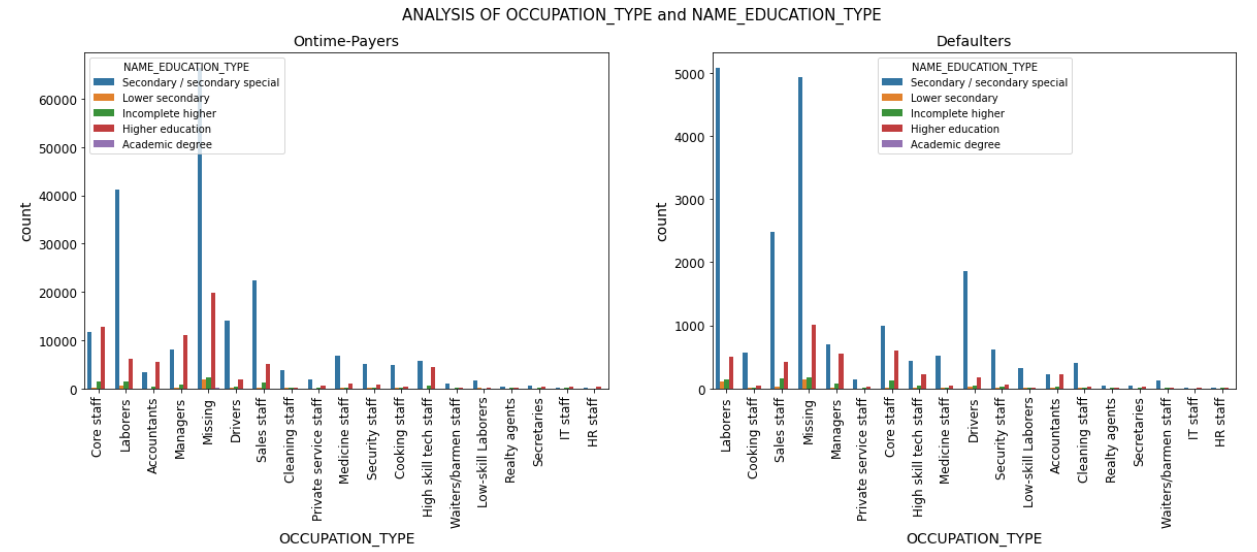 ANALYSIS OF OCCUPATION_TYPE and NAME_EDUCATION_TYPE
Ontime-Payers
NAME_EDUCATION_TYPE
Secondary / secondary special
Lower secondary
Incomplete higher
Higher education
Academic degree
60000
50000
40000
30000
20000
10000
0
count
Core staff
Laborers
Accountants
Managers
Missing
Drivers
Sales staff
Cleaning staff
Private service staff
Medicine staff
Security staff
Cooking staff
High skill tech staff
Waiters/barmen staff
Low-skill Laborers
Realty agents
Secretaries
IT staff
HR staff
OCCUPATION_TYPE
Defaulters
NAME_EDUCATION_TYPE
Secondary / secondary special
Lower secondary
Incomplete higher
Higher education
Academic degree
5000
4000
3000
2000
1000
0
count
Laborers
Cooking staff
Sales staff
Missing
Managers
Private service staff
Core staff
High skill tech staff
Medicine staff
Drivers
Security staff
Low-skill Laborers
Accountants
Cleaning staff
Realty agents
Secretaries
Waiters/barmen staff
IT staff
HR staff
OCCUPATION_TYPE